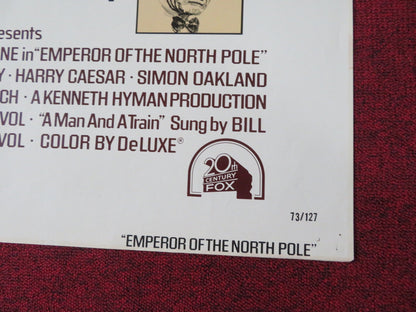 resents
NE in "EMPEROR OF THE NORTH POLE"
Y · HARRY CAESAR · SIMON OAKLAND
CH · A KENNETH HYMAN PRODUCTION
VOL · "A Man And A Train" Sung by BILL
VOL · COLOR BY DeLUXE®
20th
CENTURY
FOX
73/127
"EMPEROR OF THE NORTH POLE"